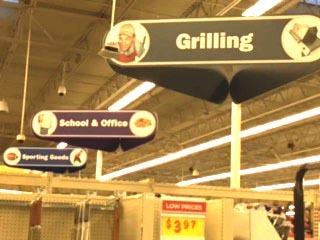 Grilling
School & Office
Sporting Goods
LOW PRICES
$3.97